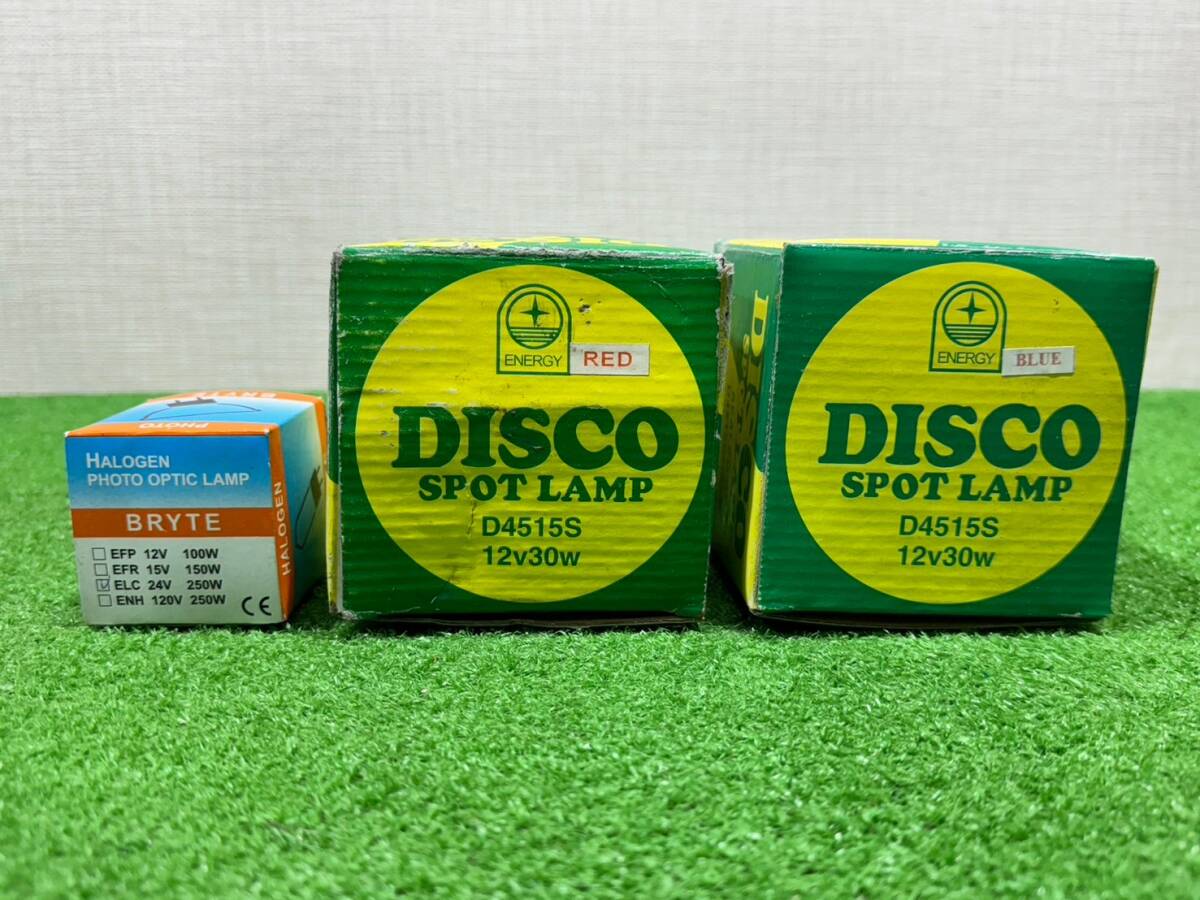 BRYTE
PHOTO
HALOGEN
PHOTO OPTIC LAMP
BRYTE
EFP 12V 100W
EFR 15V 150W
ELC 24V 250W
ENH 120V 250W
CE
HALOGEN
ENERGY
RED
DISCO
SPOT LAMP
D4515S
12v30w
ENERGY
BLUE
DISCO
SPOT LAMP
D4515S
12v30w